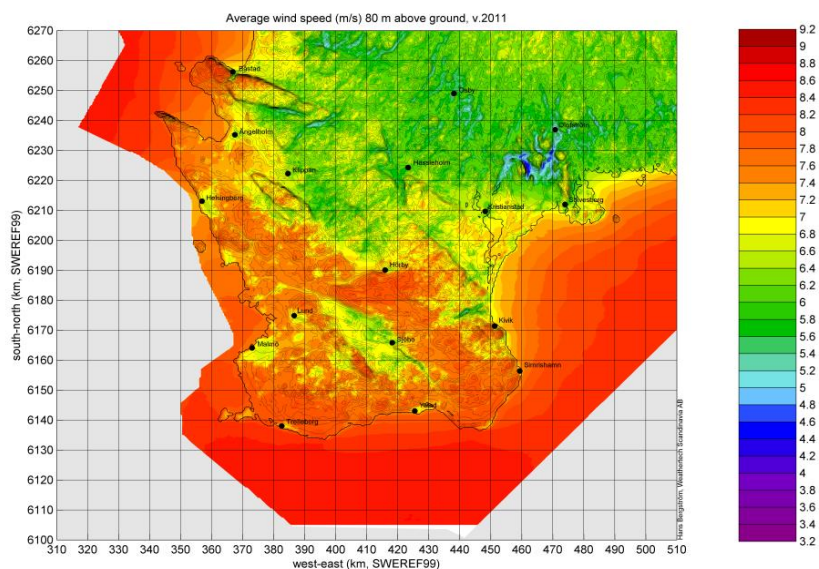 Average wind speed (m/s) 80 m above ground, v.2011
south-north (km, SWEREF99)
6270
6260
6250
6240
6230
6220
6210
6200
6190
6180
6170
6160
6150
6140
6130
6120
6110
6100
Båstad
Osby
Olofström
Ängelholm
Klippan
Hässleholm
Helsingborg
Kristianstad
Sölvesborg
Hörby
Lund
Kivik
Malmö
Sjöbo
Simrishamn
Ystad
Trelleborg
Hans Bergström, Weathertech Scandinavia AB
310 320 330 340 350 360 370 380 390 400 410 420 430 440 450 460 470 480 490 500 510
west-east (km, SWEREF99)
9.2
9
8.8
8.6
8.4
8.2
8
7.8
7.6
7.4
7.2
7
6.8
6.6
6.4
6.2
6
5.8
5.6
5.4
5.2
5
4.8
4.6
4.4
4.2
4
3.8
3.6
3.4
3.2